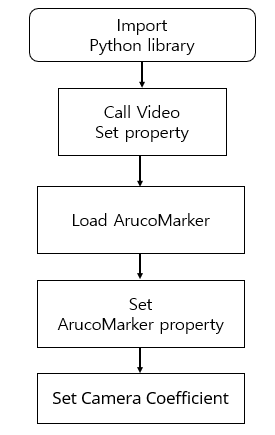 Import
Python library
Call Video
Set property
Load ArucoMarker
Set
ArucoMarker property
Set Camera Coefficient